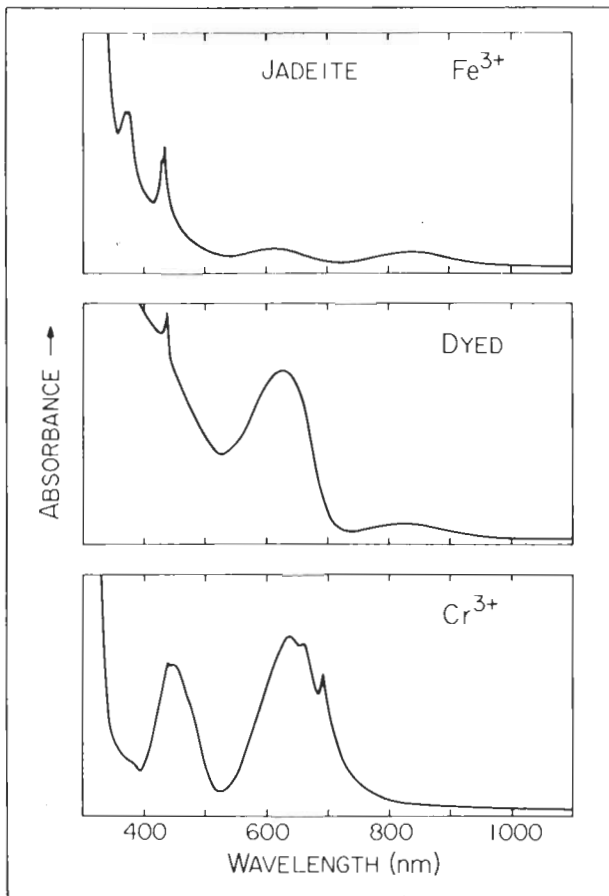 JADEITE Fe3+
DYED
ABSORBANCE →
Cr3+
400 600 800 1000
WAVELENGTH (nm)